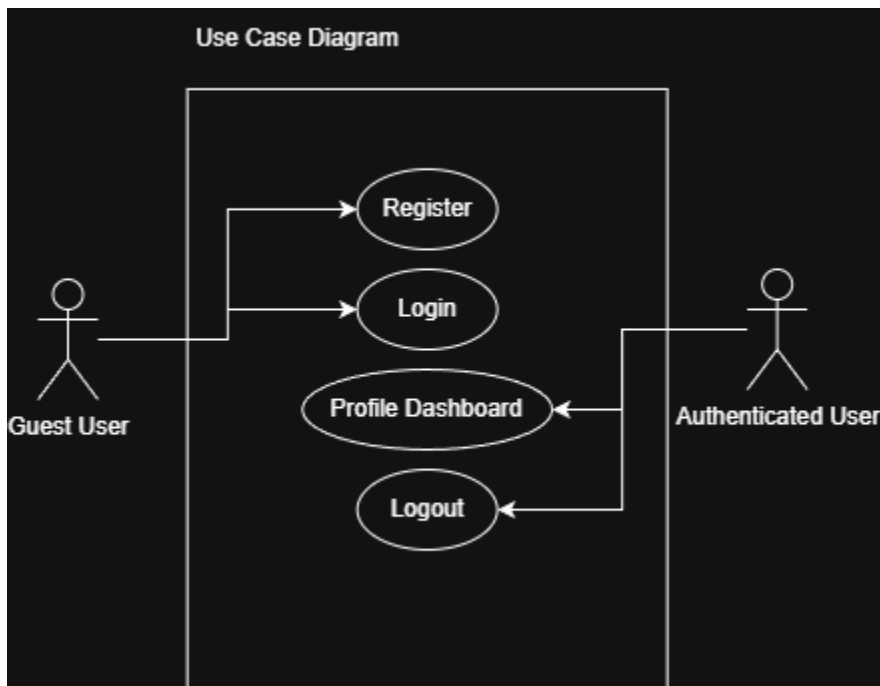 Use Case Diagram
Register
Login
Profile Dashboard
Logout
Guest User
Authenticated User